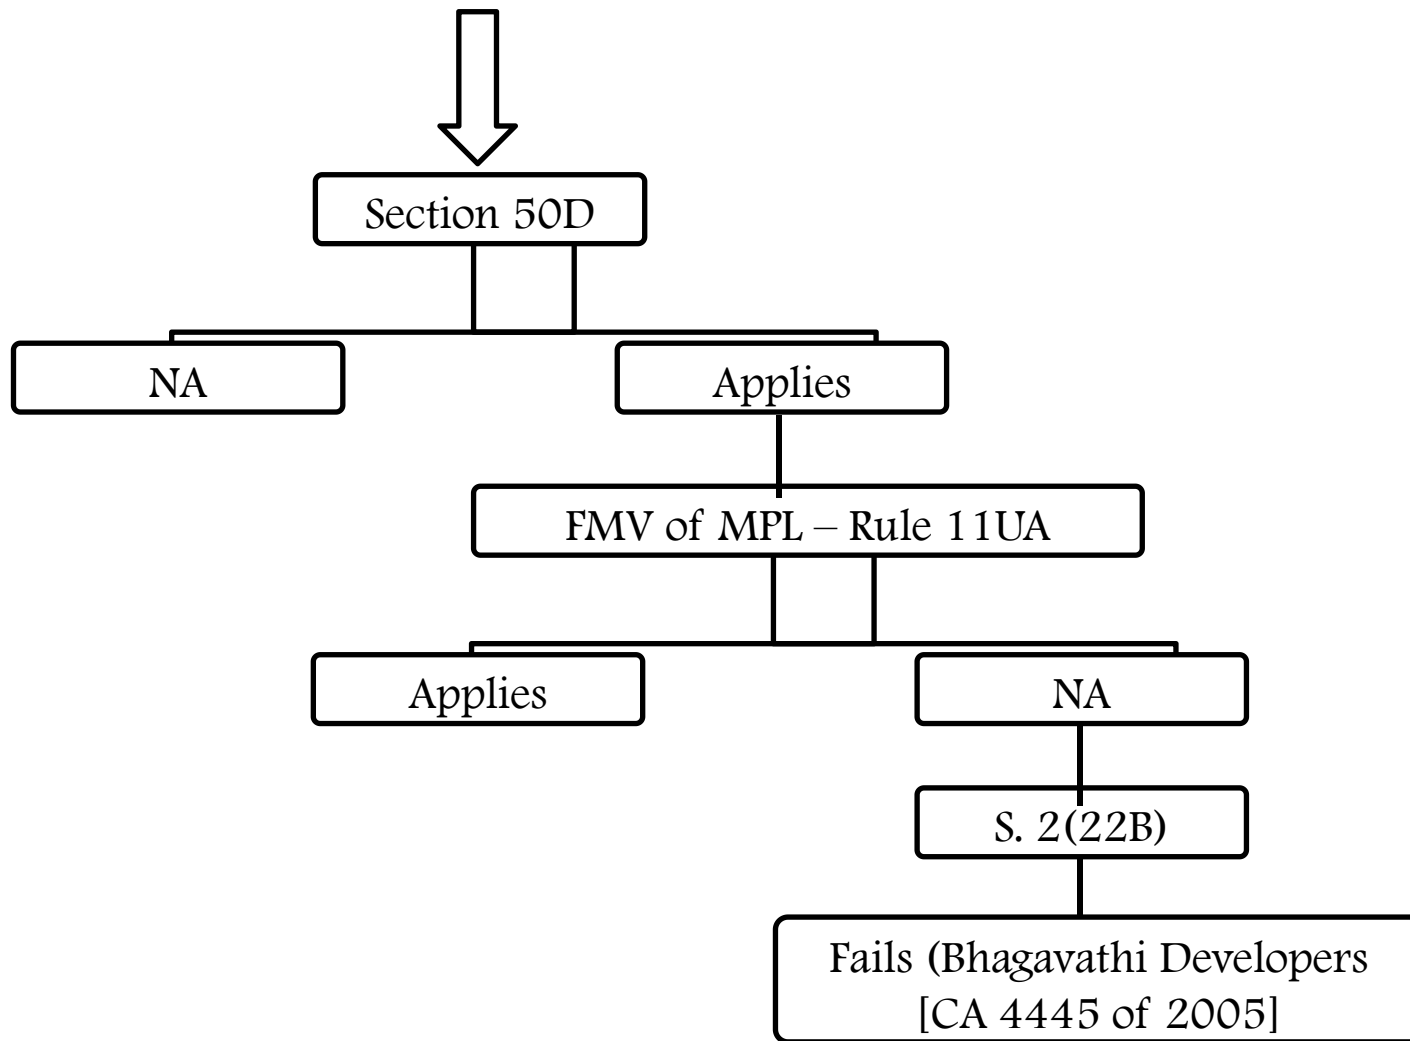 Section 50D
NA
Applies
FMV of MPL – Rule 11UA
Applies
NA
S. 2(22B)
Fails (Bhagavathi Developers
[CA 4445 of 2005]